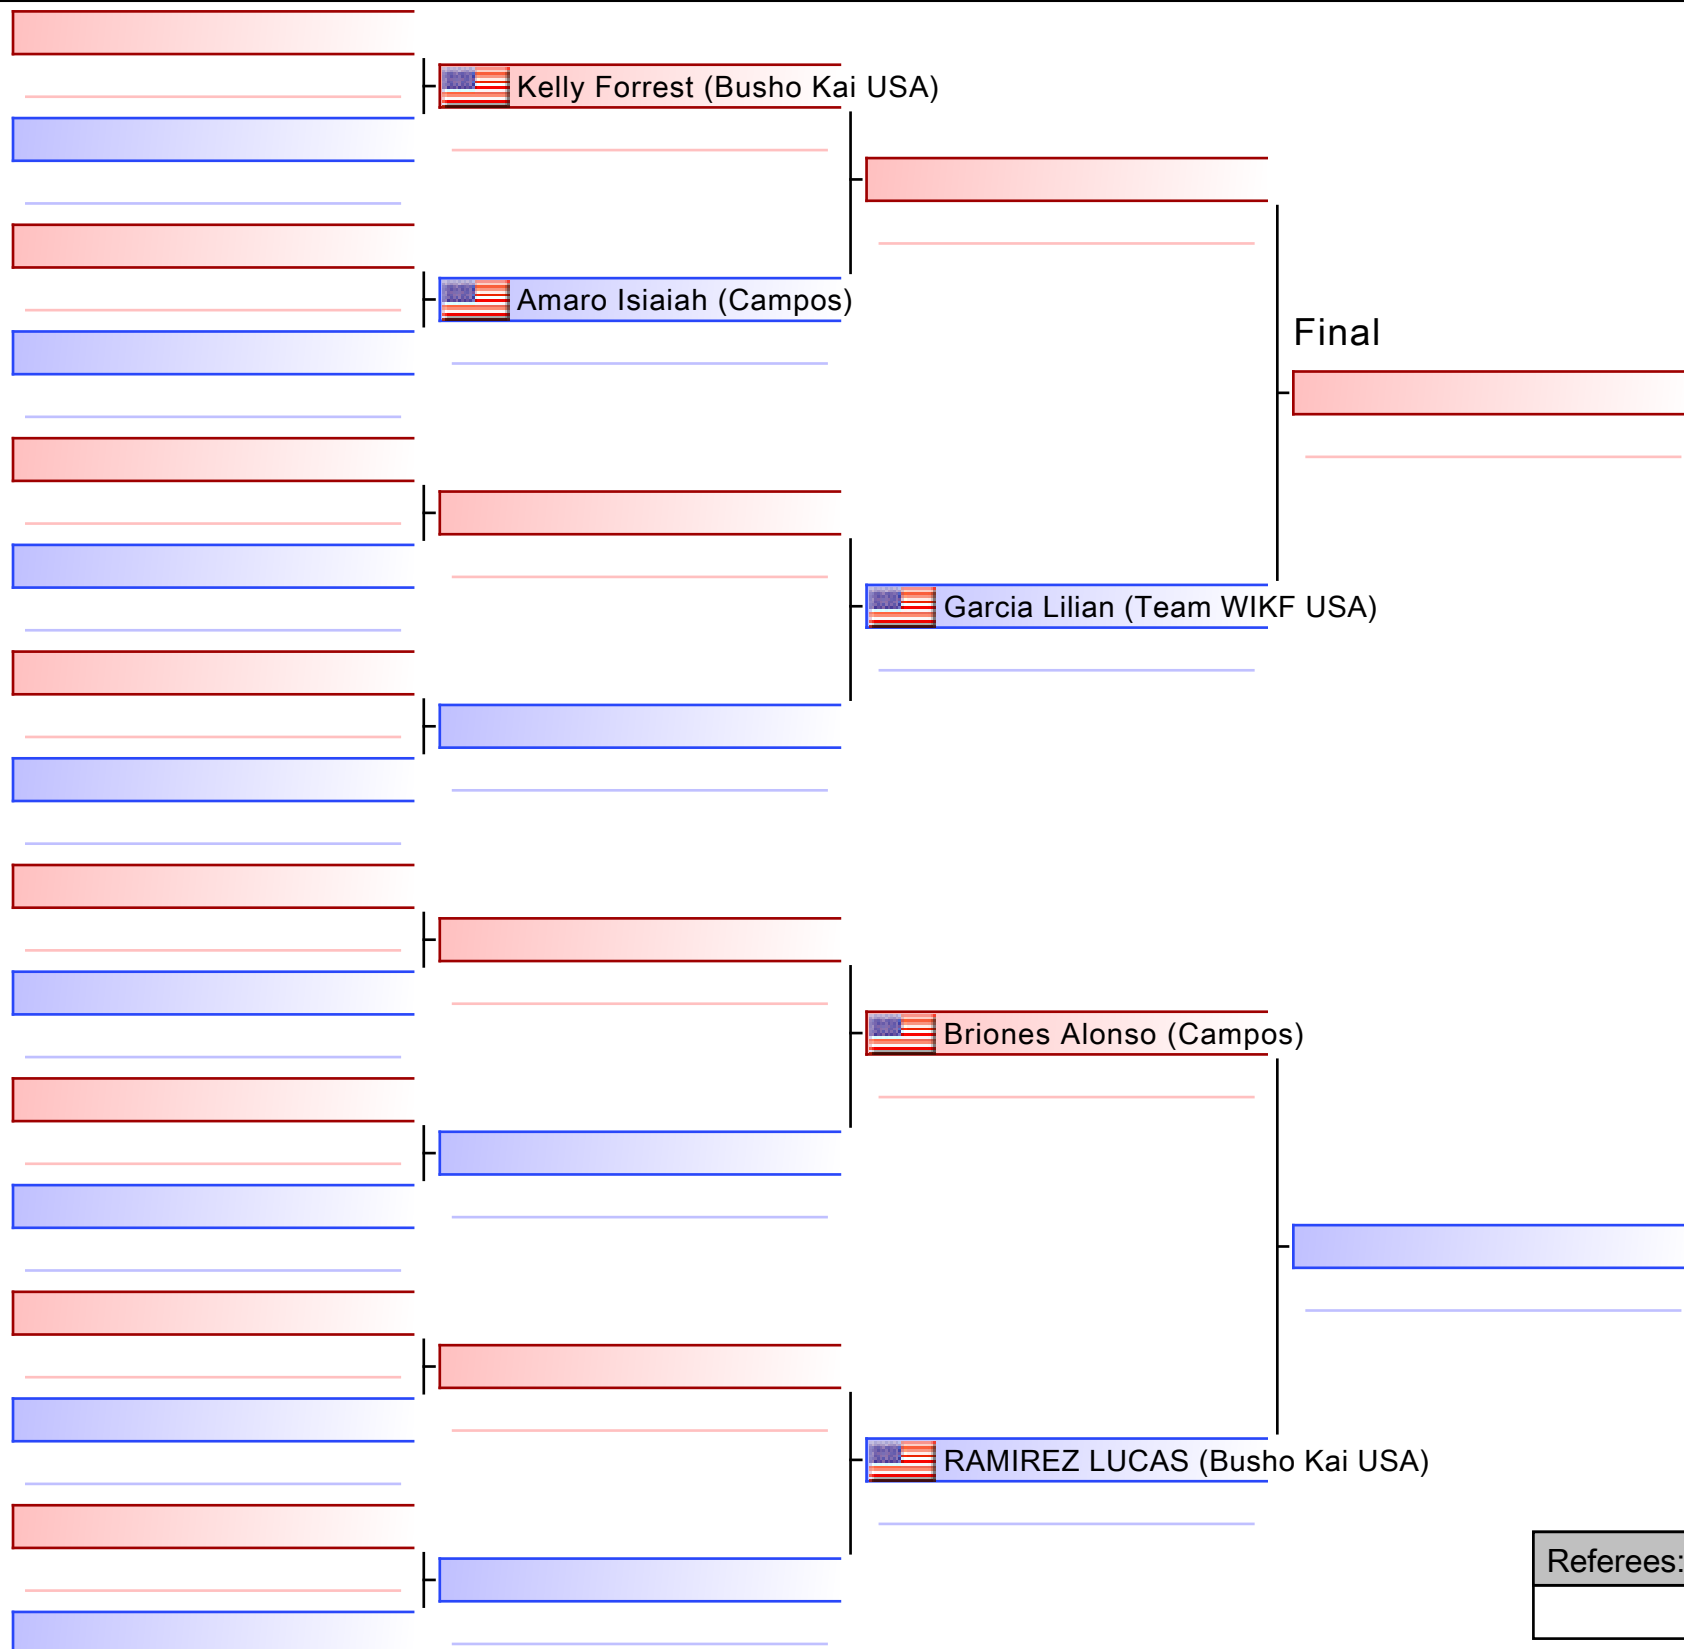 Kelly Forrest (Busho Kai USA)
Amaro Isiaiah (Campos)
Final
Garcia Lilian (Team WIKF USA)
Briones Alonso (Campos)
RAMIREZ LUCAS (Busho Kai USA)
Referees: